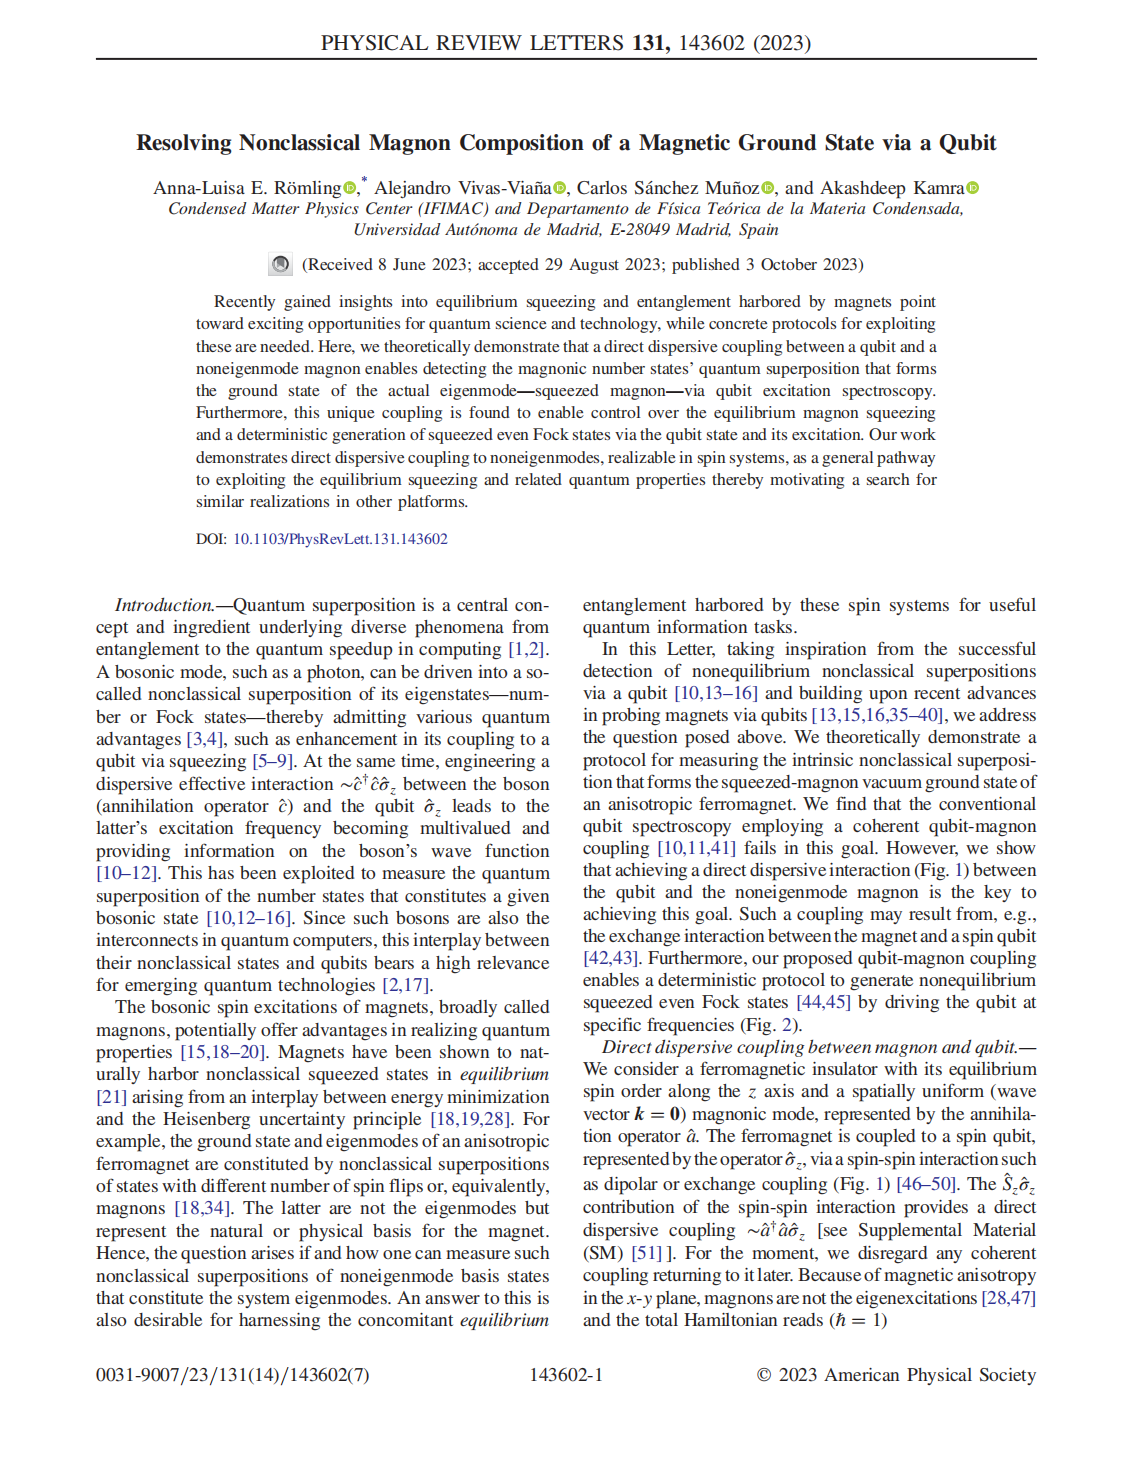 PHYSICAL REVIEW LETTERS 131, 143602 (2023)
Resolving Nonclassical Magnon Composition of a Magnetic Ground State via a Qubit
Anna-Luisa E. Römling,* Alejandro Vivas-Viaña, Carlos Sánchez Muñoz, and Akashdeep Kamra
Condensed Matter Physics Center (IFIMAC) and Departamento de Física Teórica de la Materia Condensada,
Universidad Autónoma de Madrid, E-28049 Madrid, Spain
(Received 8 June 2023; accepted 29 August 2023; published 3 October 2023)
Recently gained insights into equilibrium squeezing and entanglement harbored by magnets point
toward exciting opportunities for quantum science and technology, while concrete protocols for exploiting
these are needed. Here, we theoretically demonstrate that a direct dispersive coupling between a qubit and a
noneigenmode magnon enables detecting the magnonic number states' quantum superposition that forms
the ground state of the actual eigenmode—squeezed magnon—via qubit excitation spectroscopy.
Furthermore, this unique coupling is found to enable control over the equilibrium magnon squeezing
and a deterministic generation of squeezed even Fock states via the qubit state and its excitation. Our work
demonstrates direct dispersive coupling to noneigenmodes, realizable in spin systems, as a general pathway
to exploiting the equilibrium squeezing and related quantum properties thereby motivating a search for
similar realizations in other platforms.
DOI: 10.1103/PhysRevLett.131.143602
Introduction.—Quantum superposition is a central con-
cept and ingredient underlying diverse phenomena from
entanglement to the quantum speedup in computing [1,2].
A bosonic mode, such as a photon, can be driven into a so-
called nonclassical superposition of its eigenstates—num-
ber or Fock states—thereby admitting various quantum
advantages [3,4], such as enhancement in its coupling to a
qubit via squeezing [5–9]. At the same time, engineering a
dispersive effective interaction ~ĉ†ĉσ̂z between the boson
(annihilation operator ĉ) and the qubit σ̂z leads to the
latter's excitation frequency becoming multivalued and
providing information on the boson's wave function
[10–12]. This has been exploited to measure the quantum
superposition of the number states that constitutes a given
bosonic state [10,12–16]. Since such bosons are also the
interconnects in quantum computers, this interplay between
their nonclassical states and qubits bears a high relevance
for emerging quantum technologies [2,17].
The bosonic spin excitations of magnets, broadly called
magnons, potentially offer advantages in realizing quantum
properties [15,18–20]. Magnets have been shown to nat-
urally harbor nonclassical squeezed states in equilibrium
[21] arising from an interplay between energy minimization
and the Heisenberg uncertainty principle [18,19,28]. For
example, the ground state and eigenmodes of an anisotropic
ferromagnet are constituted by nonclassical superpositions
of states with different number of spin flips or, equivalently,
magnons [18,34]. The latter are not the eigenmodes but
represent the natural or physical basis for the magnet.
Hence, the question arises if and how one can measure such
nonclassical superpositions of noneigenmode basis states
that constitute the system eigenmodes. An answer to this is
also desirable for harnessing the concomitant equilibrium
entanglement harbored by these spin systems for useful
quantum information tasks.
In this Letter, taking inspiration from the successful
detection of nonequilibrium nonclassical superpositions
via a qubit [10,13–16] and building upon recent advances
in probing magnets via qubits [13,15,16,35–40], we address
the question posed above. We theoretically demonstrate a
protocol for measuring the intrinsic nonclassical superposi-
tion that forms the squeezed-magnon vacuum ground state of
an anisotropic ferromagnet. We find that the conventional
qubit spectroscopy employing a coherent qubit-magnon
coupling [10,11,41] fails in this goal. However, we show
that achieving a direct dispersive interaction (Fig. 1) between
the qubit and the noneigenmode magnon is the key to
achieving this goal. Such a coupling may result from, e.g.,
the exchange interaction between the magnet and a spin qubit
[42,43]. Furthermore, our proposed qubit-magnon coupling
enables a deterministic protocol to generate nonequilibrium
squeezed even Fock states [44,45] by driving the qubit at
specific frequencies (Fig. 2).
Direct dispersive coupling between magnon and qubit.—
We consider a ferromagnetic insulator with its equilibrium
spin order along the z axis and a spatially uniform (wave
vector k = 0) magnonic mode, represented by the annihila-
tion operator â. The ferromagnet is coupled to a spin qubit,
represented by the operator σ̂z, via a spin-spin interaction such
as dipolar or exchange coupling (Fig. 1) [46–50]. The Ŝzσ̂z
contribution of the spin-spin interaction provides a direct
dispersive coupling ~â†âσ̂z [see Supplemental Material
(SM) [51] ]. For the moment, we disregard any coherent
coupling returning to it later. Because of magnetic anisotropy
in the x-y plane, magnons are not the eigenexcitations [28,47]
and the total Hamiltonian reads (ℏ = 1)
0031-9007/23/131(14)/143602(7)
143602-1
© 2023 American Physical Society